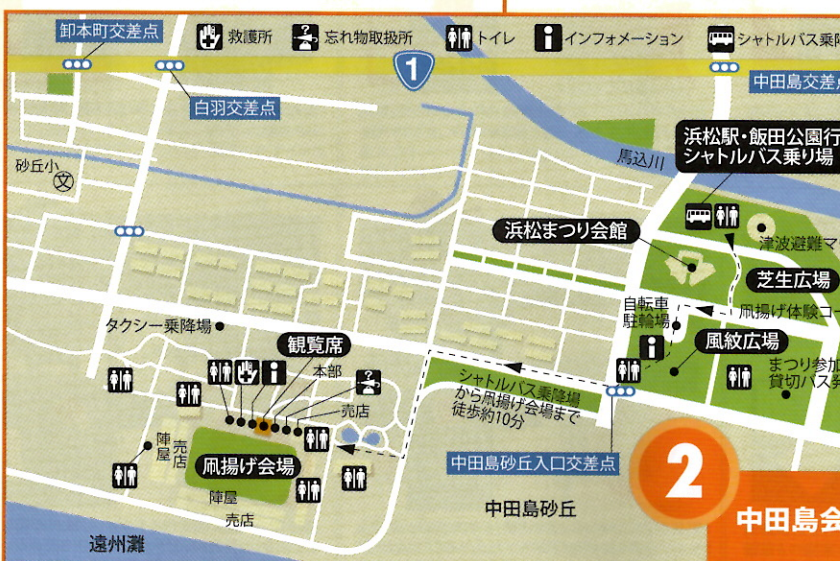 卸本町交差点
救護所
忘れ物取扱所
トイレ
インフォメーション
シャトルバス乗降
1
中田島交差点
白羽交差点
浜松駅・飯田公園行
シャトルバス乗り場
馬込川
砂丘小
文
浜松まつり会館
津波避難マ
芝生広場
自転車
駐輪場
凧揚げ体験コー
タクシー乗降場
観覧席
風紋広場
本部
まつり参加
貸切バス発
シャトルバス乗降場
から凧揚げ会場まで
徒歩約10分
売店
陣屋
売店
凧揚げ会場
中田島砂丘入口交差点
2
陣屋
売店
中田島砂丘
中田島会
遠州灘